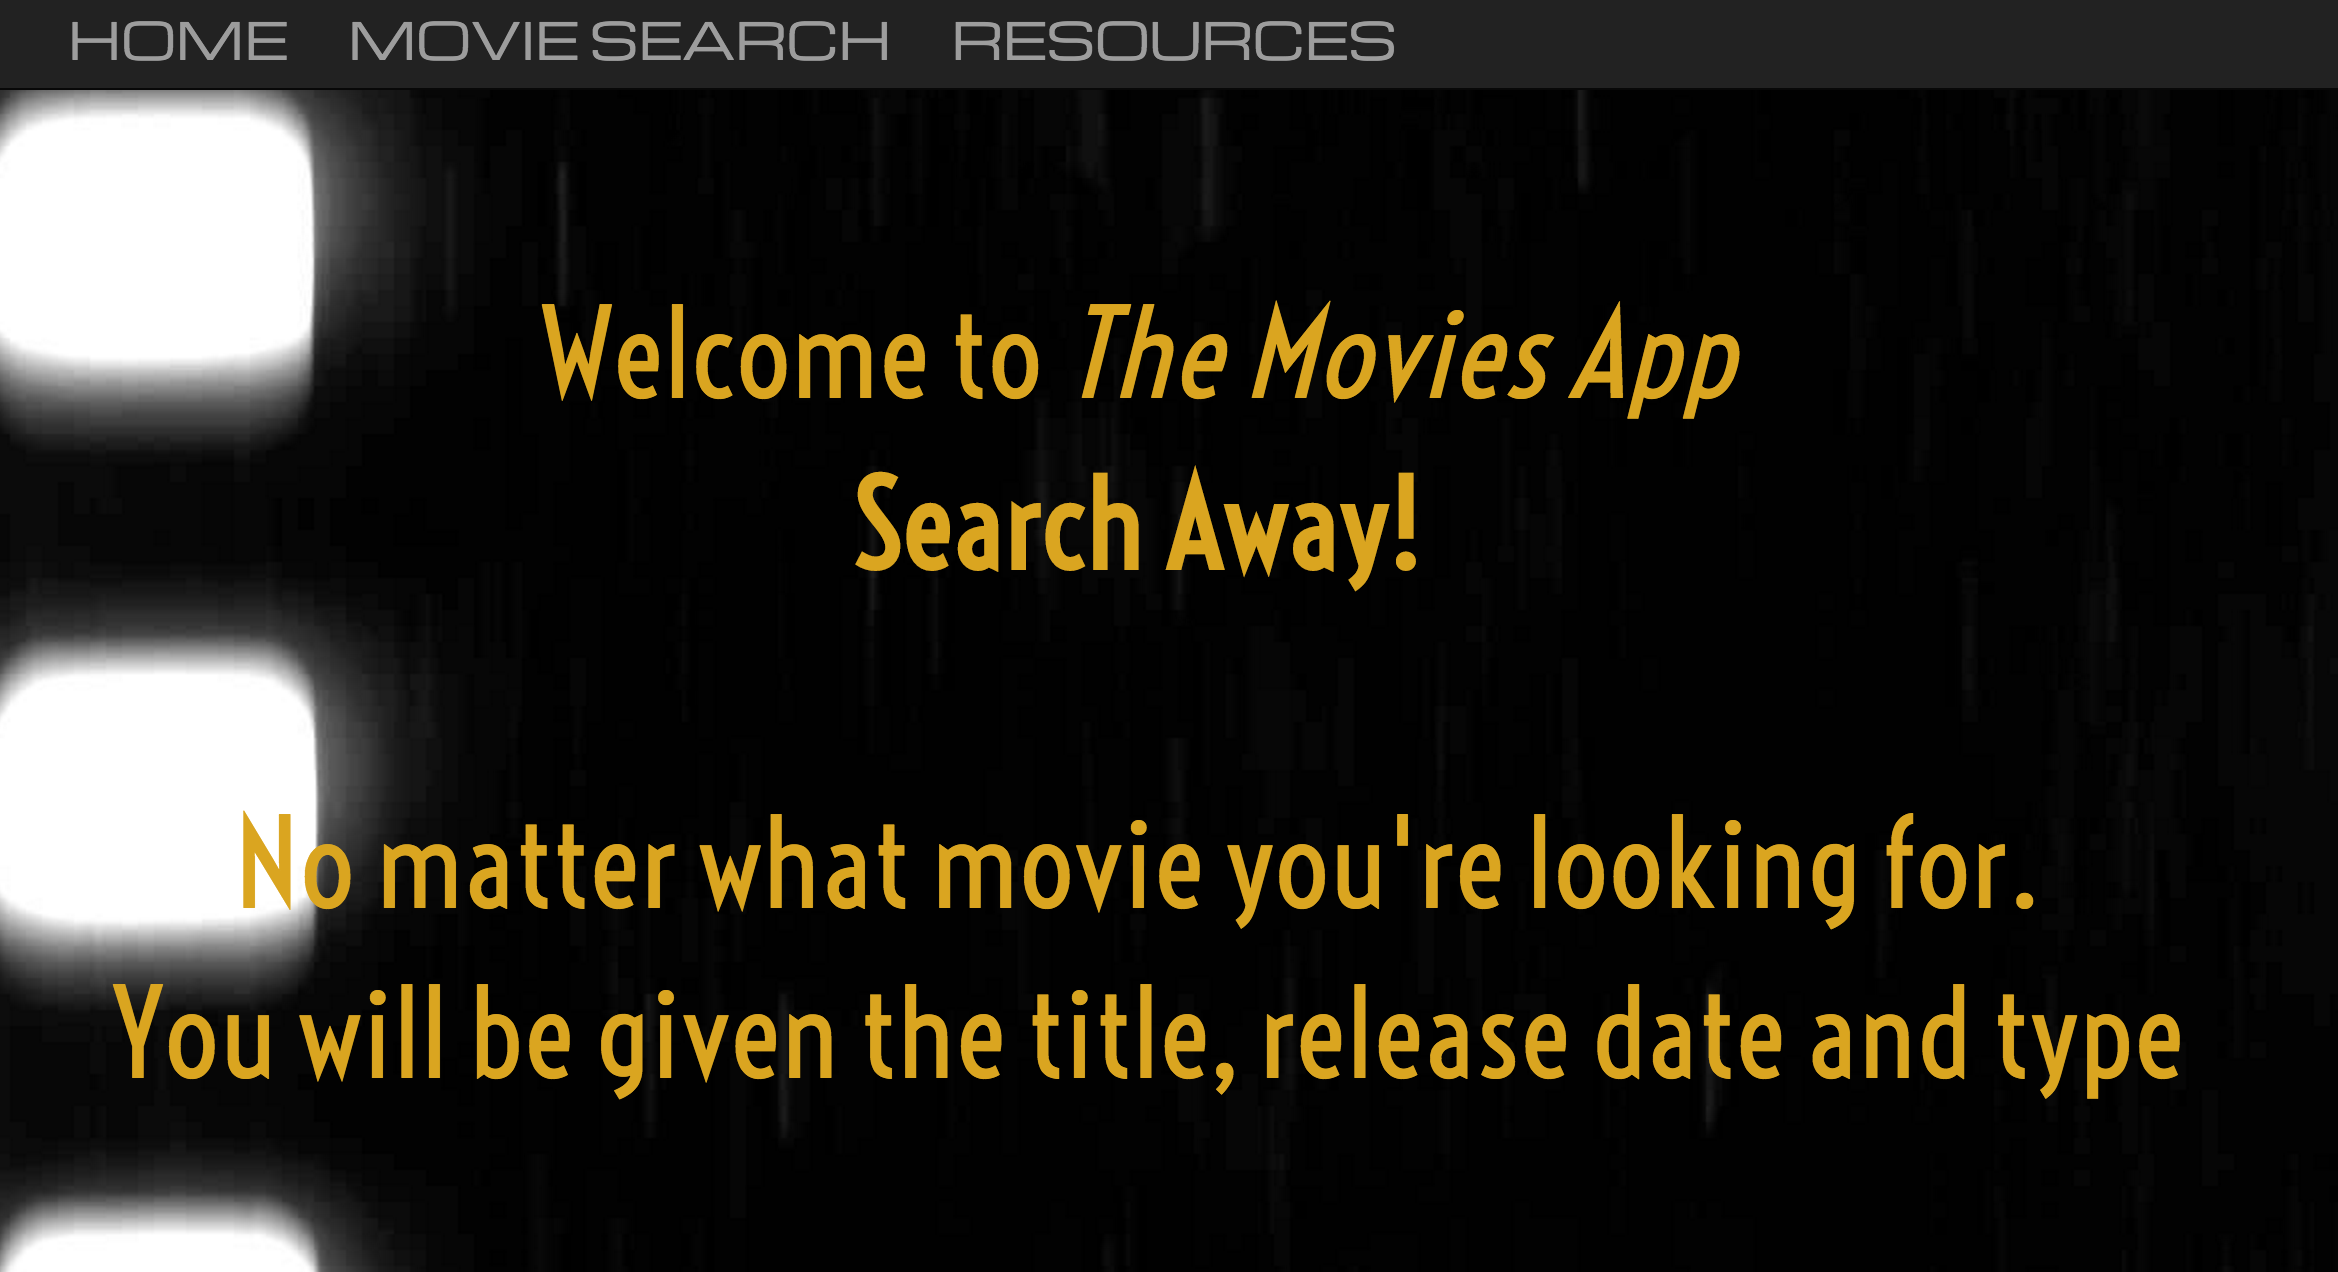 HOME MOVIE SEARCH RESOURCES
Welcome to The Movies App
Search Away!
No matter what movie you're looking for.
You will be given the title, release date and type